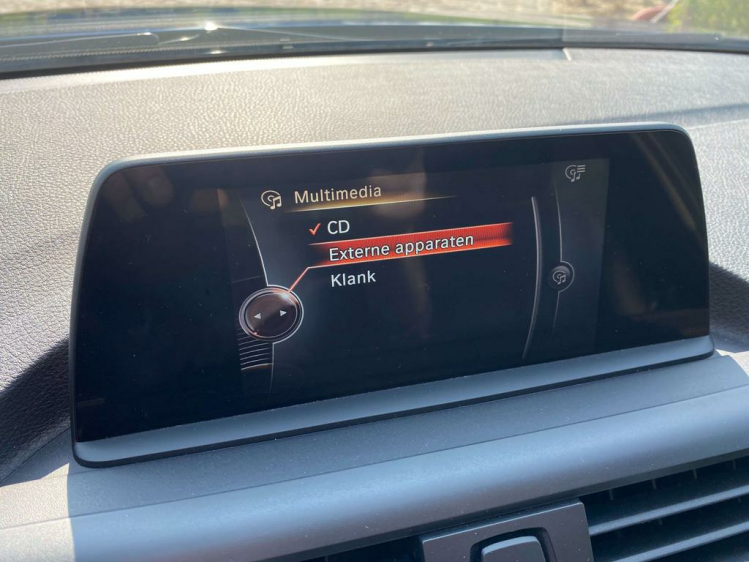 Multimedia
CD
Externe apparaten
Klank